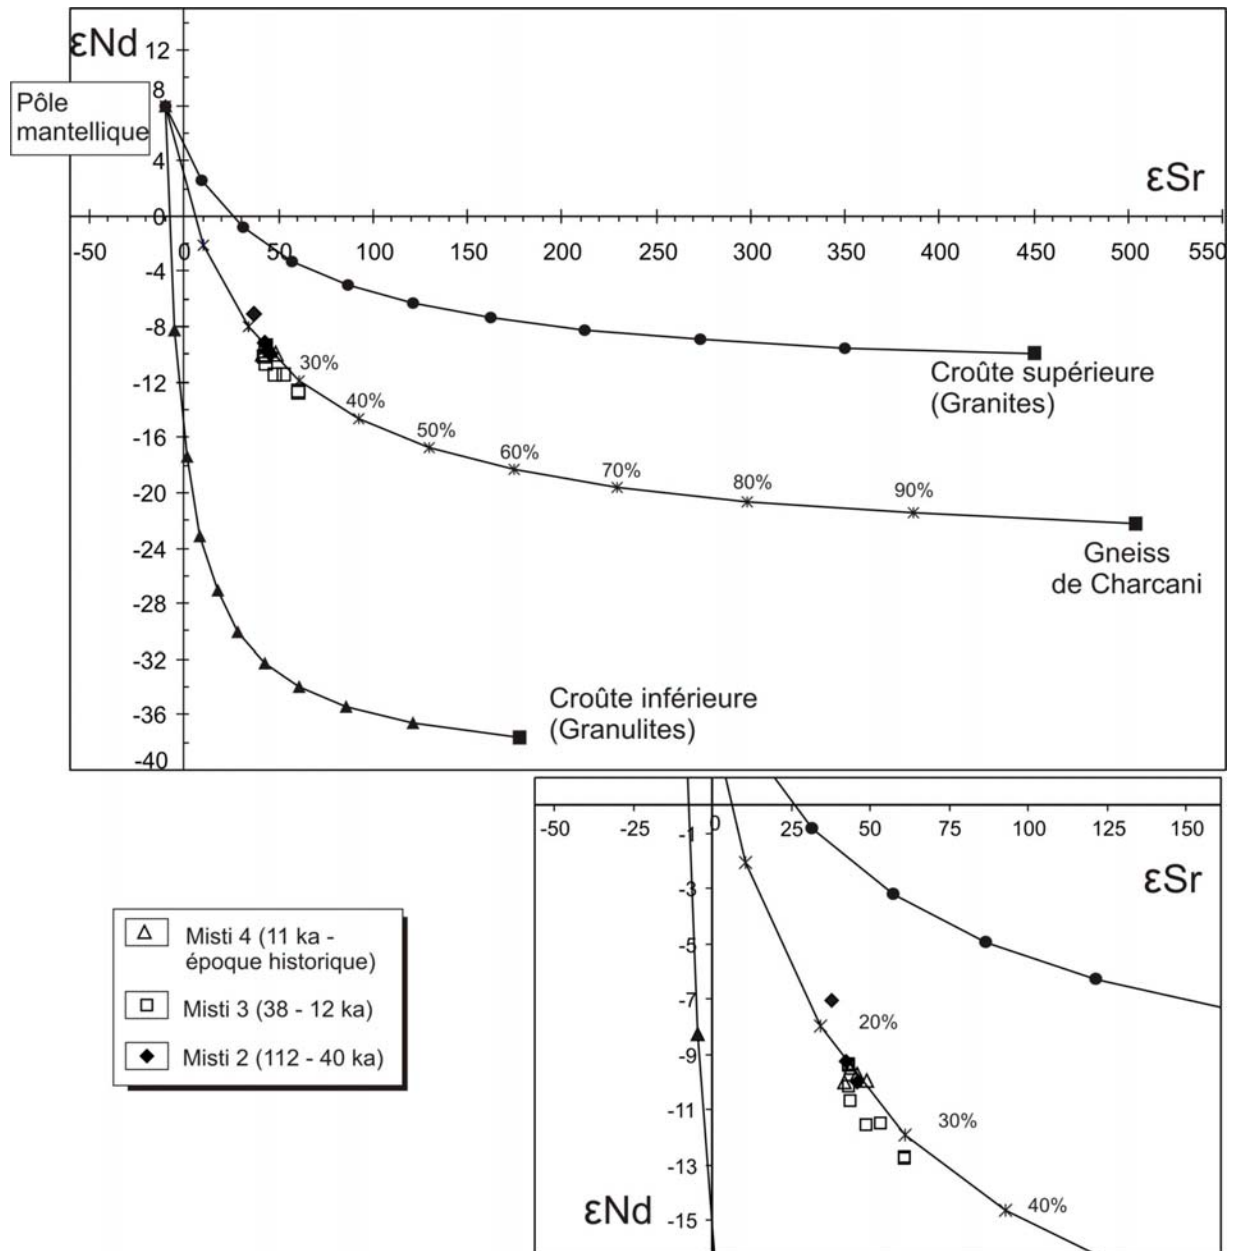 εNd
12
Pôle
mantellique
8
4
εSr
0
-50 0 50 100 150 200 250 300 350 400 450 500 550
-4
-8
30%
-12
Croûte supérieure
(Granites)
40%
50%
-16
60%
70%
80%
90%
-20
Gneiss
de Charcani
-24
-28
-32
Croûte inférieure
(Granulites)
-36
-40
-50 -25 0 25 50 75 100 125 150
-1
εSr
-3
-5
-7
20%
-9
-11
30%
-13
40%
εNd
-15
Misti 4 (11 ka -
époque historique)
Misti 3 (38 - 12 ka)
Misti 2 (112 - 40 ka)